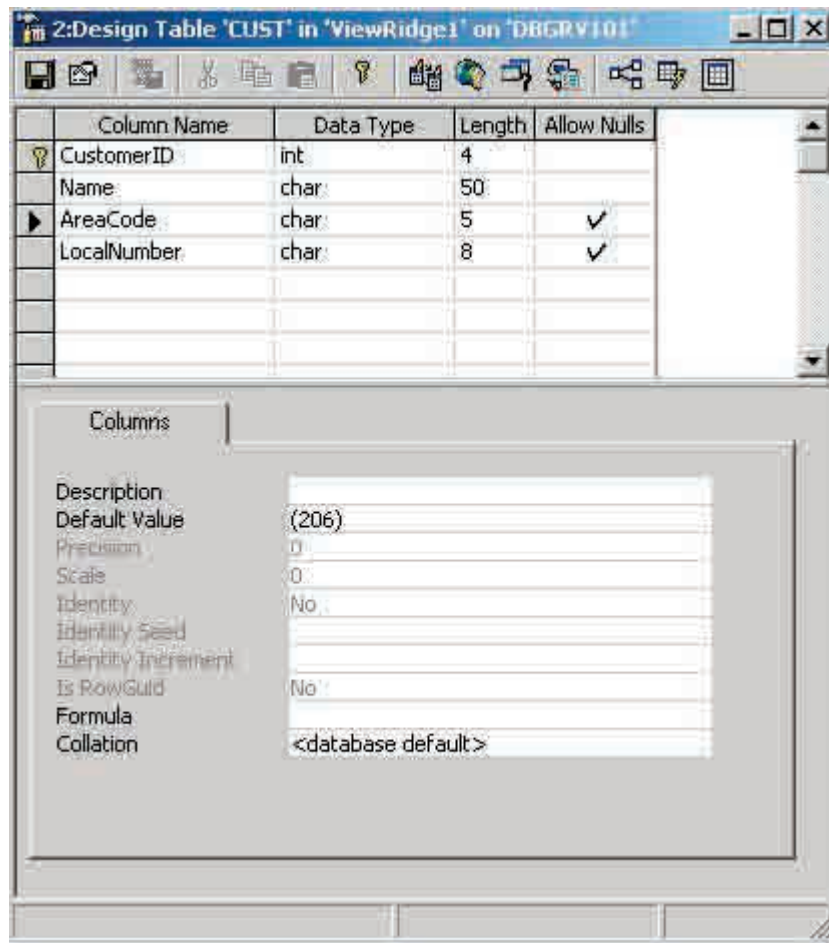 2:Design Table 'CUST' in 'ViewRidge1' on 'DBGRV101'
Column Name Data Type Length Allow Nulls
CustomerID int 4
Name char 50
AreaCode char 5
LocalNumber char 8
Columns
Description
Default Value (206)
Precision 0
Scale 0
Identity No
Identity Seed
Identity Increment
Is RowGuid No
Formula
Collation <database default>